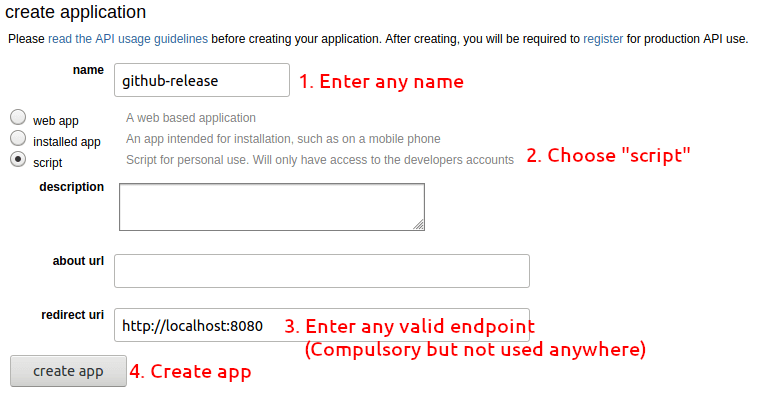 create application
Please read the API usage guidelines before creating your application. After creating, you will be required to register for production API use.
name
github-release
1. Enter any name
web app A web based application
installed app An app intended for installation, such as on a mobile phone
script Script for personal use. Will only have access to the developers accounts
2. Choose "script"
description
about url
redirect uri
http://localhost:8080
3. Enter any valid endpoint
(Compulsory but not used anywhere)
create app
4. Create app